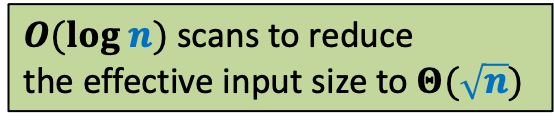 O(log n) scans to reduce
the effective input size to Θ(√n)